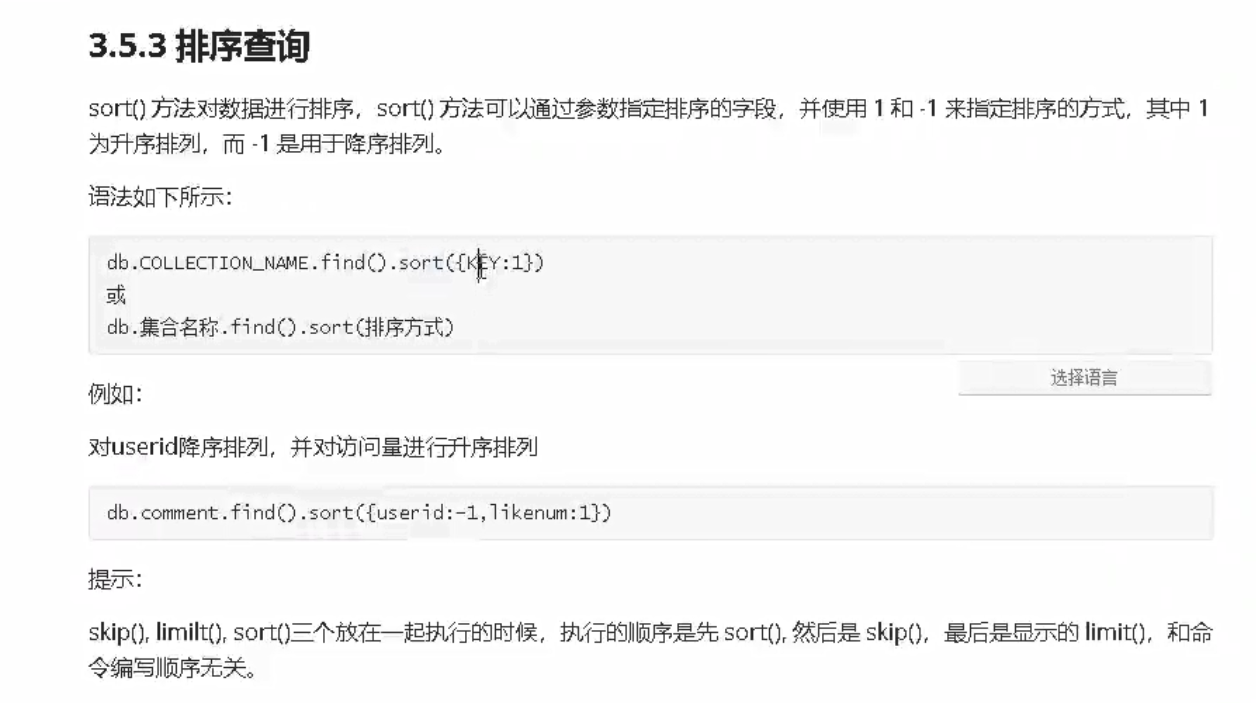 3.5.3 排序查询
sort() 方法对数据进行排序，sort() 方法可以通过参数指定排序的字段，并使用 1 和 -1 来指定排序的方式，其中 1
为升序排列，而 -1 是用于降序排列。
语法如下所示：
db.COLLECTION_NAME.find().sort({KEY:1})
或
db.集合名称.find().sort(排序方式)
选择语言
例如：
对userid降序排列，并对访问量进行升序排列
db.comment.find().sort({userid:-1,likenum:1})
提示：
skip(), limilt(), sort()三个放在一起执行的时候，执行的顺序是先 sort(), 然后是 skip()，最后是显示的 limit()，和命
令编写顺序无关。